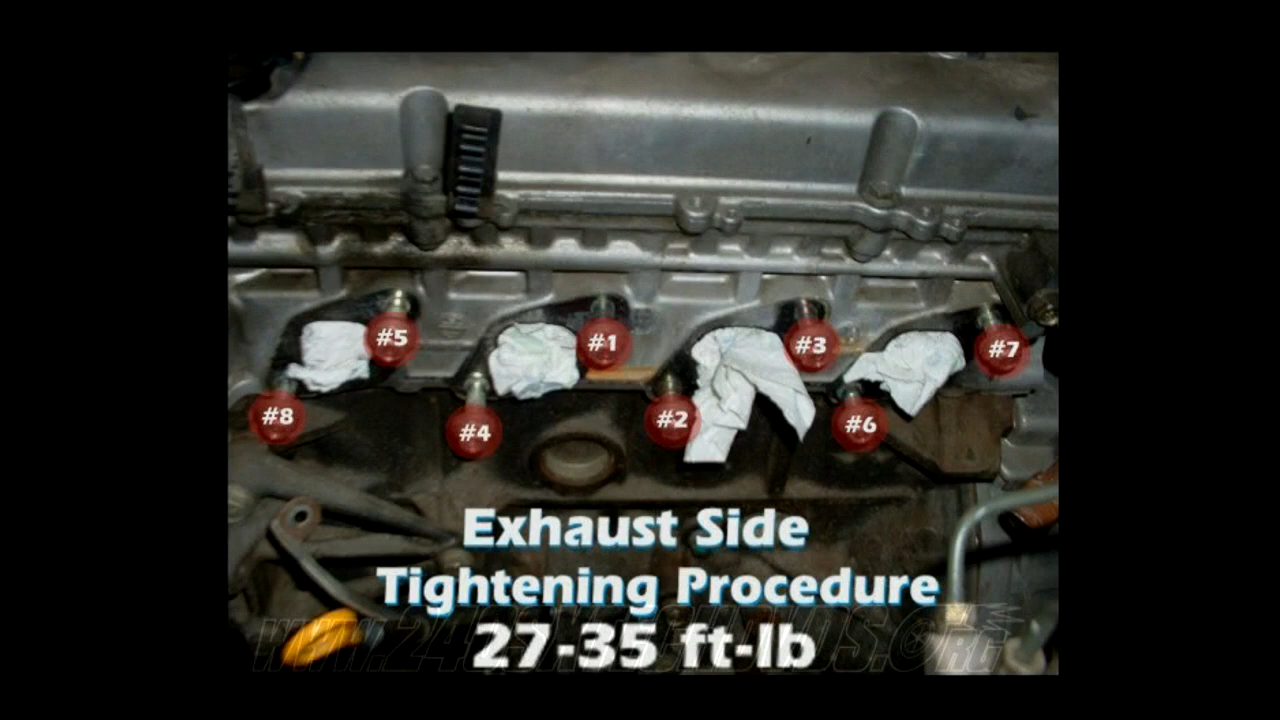 #5
#1
#3
#7
#8
#4
#2
#6
Exhaust Side
Tightening Procedure
27-35 ft-lb